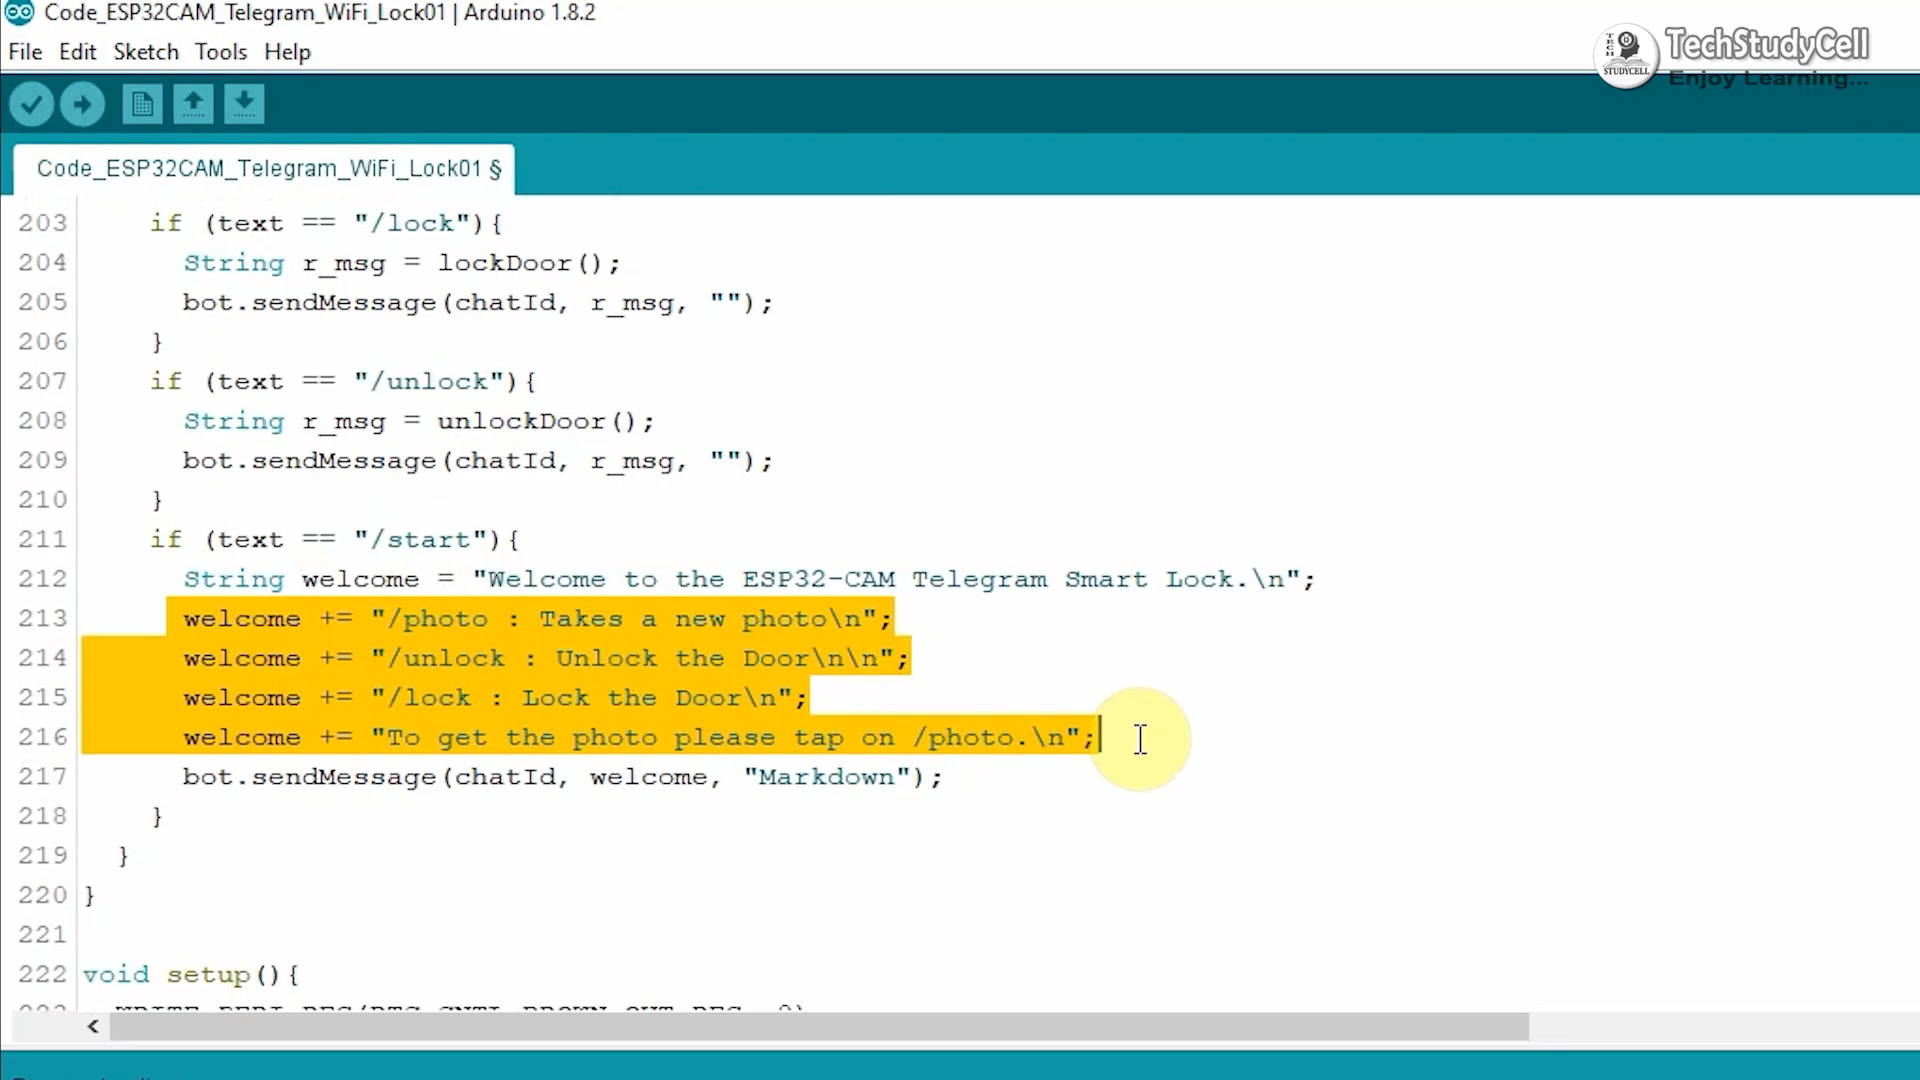 Code_ESP32CAM_Telegram_WiFi_Lock01 | Arduino 1.8.2
File Edit Sketch Tools Help
TECH
STUDYCELL
TechStudyCell
Enjoy Learning...
Code_ESP32CAM_Telegram_WiFi_Lock01 §
203 if (text == "/lock"){
204 String r_msg = lockDoor();
205 bot.sendMessage(chatId, r_msg, "");
206 }
207 if (text == "/unlock"){
208 String r_msg = unlockDoor();
209 bot.sendMessage(chatId, r_msg, "");
210 }
211 if (text == "/start"){
212 String welcome = "Welcome to the ESP32-CAM Telegram Smart Lock.\n";
213 welcome += "/photo : Takes a new photo\n";
214 welcome += "/unlock : Unlock the Door\n\n";
215 welcome += "/lock : Lock the Door\n";
216 welcome += "To get the photo please tap on /photo.\n";
217 bot.sendMessage(chatId, welcome, "Markdown");
218 }
219 }
220 }
221
222 void setup(){